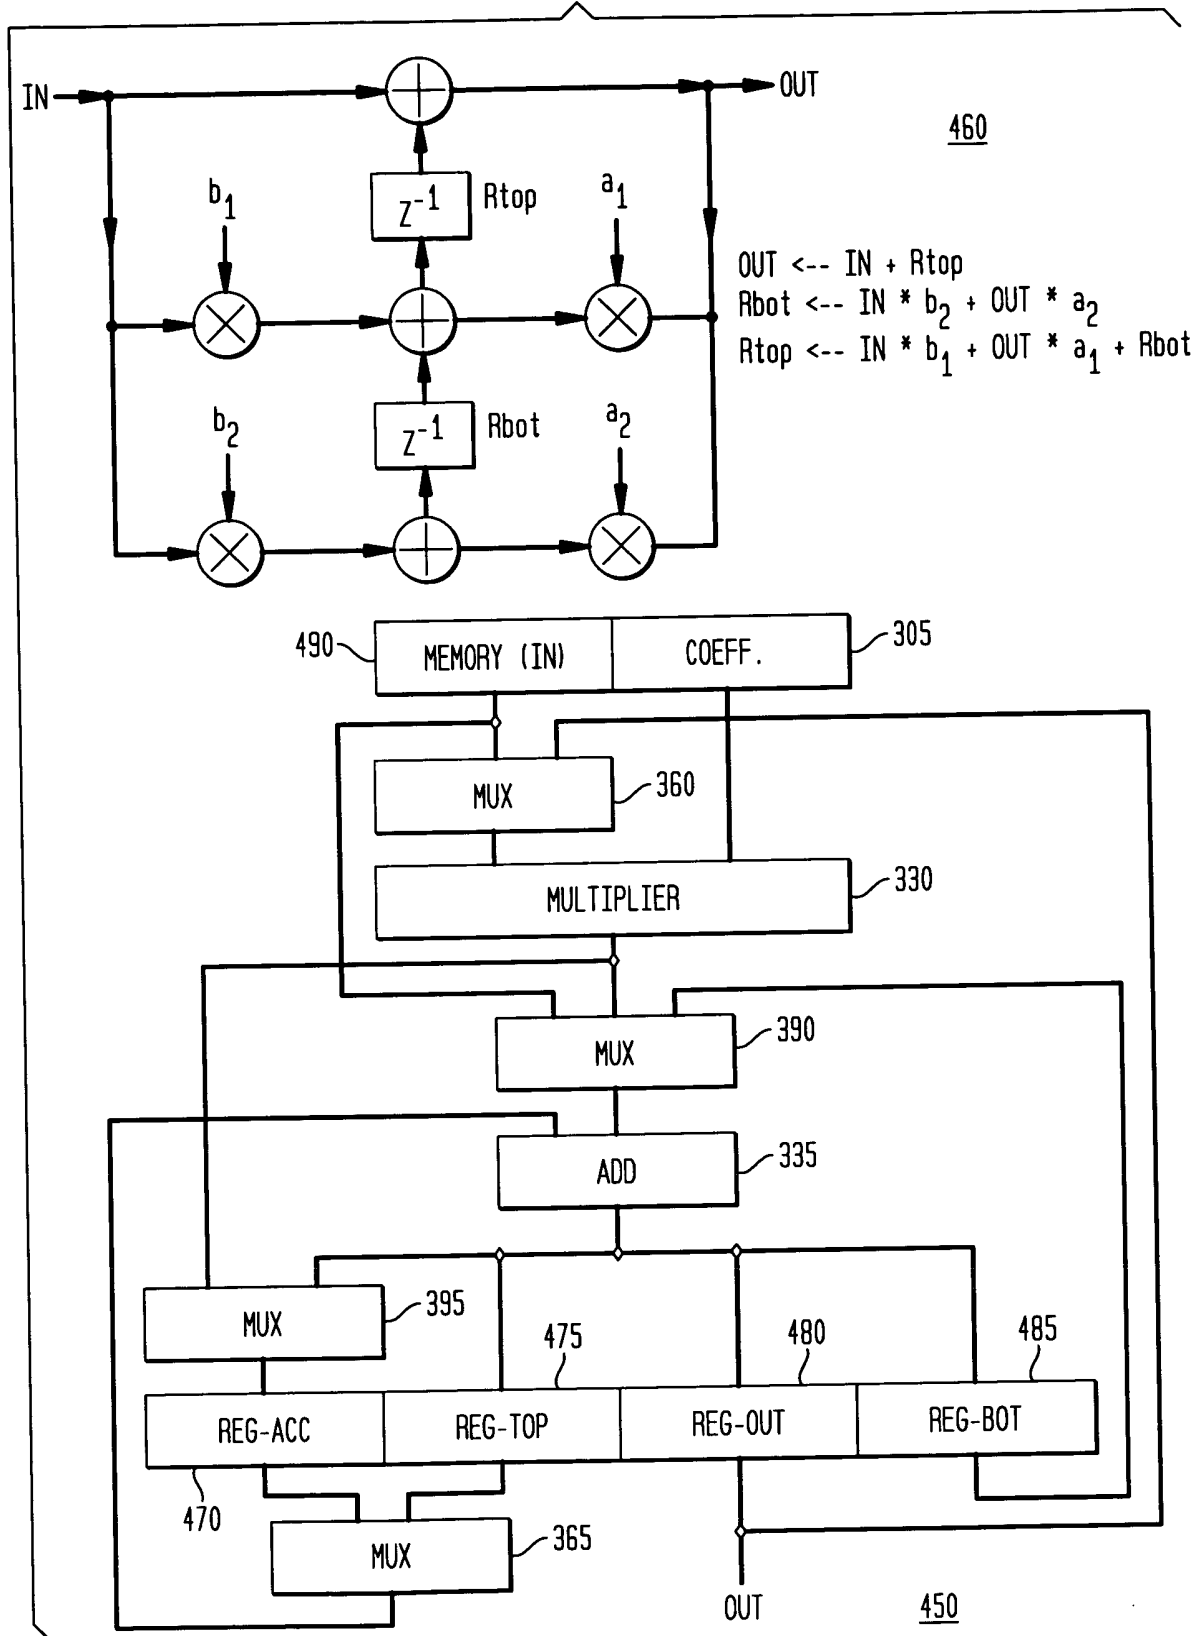 IN
OUT
460
b1
Z-1
Rtop
a1
OUT <-- IN + Rtop
Rbot <-- IN * b2 + OUT * a2
Rtop <-- IN * b1 + OUT * a1 + Rbot
b2
Z-1
Rbot
a2
490
MEMORY (IN)
COEFF.
305
MUX
360
MULTIPLIER
330
MUX
390
ADD
335
MUX
395
475
480
485
REG-ACC
REG-TOP
REG-OUT
REG-BOT
470
MUX
365
OUT
450